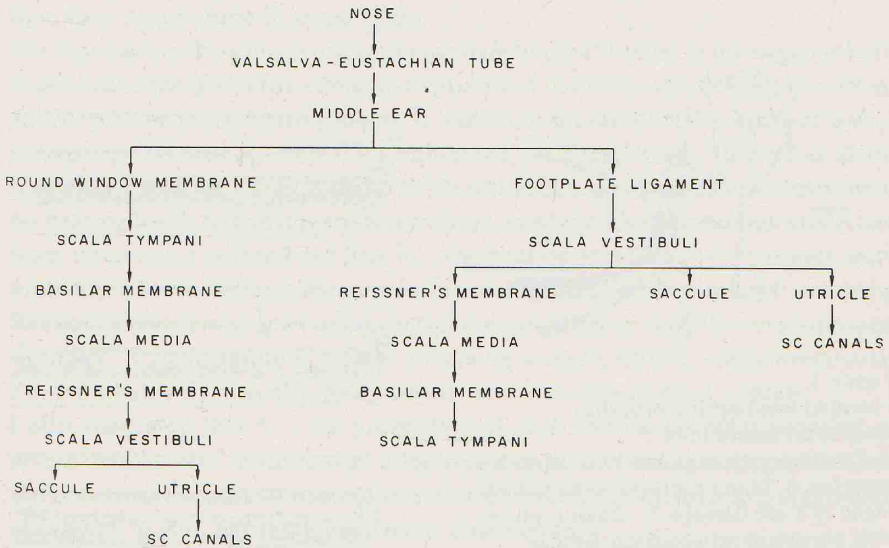 NOSE
VALSALVA-EUSTACHIAN TUBE
MIDDLE EAR
ROUND WINDOW MEMBRANE
FOOTPLATE LIGAMENT
SCALA TYMPANI
SCALA VESTIBULI
BASILAR MEMBRANE
REISSNER'S MEMBRANE
SACCULE
UTRICLE
SCALA MEDIA
SCALA MEDIA
SC CANALS
REISSNER'S MEMBRANE
BASILAR MEMBRANE
SCALA VESTIBULI
SCALA TYMPANI
SACCULE
UTRICLE
SC CANALS